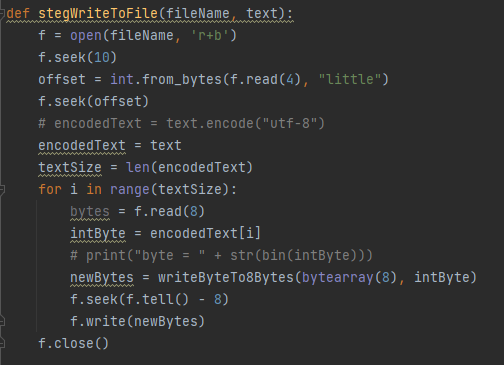 def stegWriteToFile(fileName, text):
    f = open(fileName, 'r+b')
    f.seek(10)
    offset = int.from_bytes(f.read(4), "little")
    f.seek(offset)
    # encodedText = text.encode("utf-8")
    encodedText = text
    textSize = len(encodedText)
    for i in range(textSize):
        bytes = f.read(8)
        intByte = encodedText[i]
        # print("byte = " + str(bin(intByte)))
        newBytes = writeByteTo8Bytes(bytearray(8), intByte)
        f.seek(f.tell() - 8)
        f.write(newBytes)
    f.close()